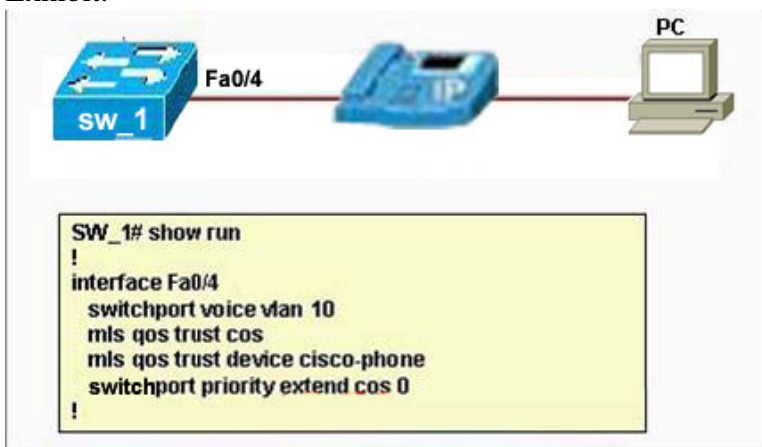 PC
Fa0/4
IP
sw_1
SW_1# show run
!
interface Fa0/4
switchport voice vlan 10
mls qos trust cos
mls qos trust device cisco-phone
switchport priority extend cos 0
!